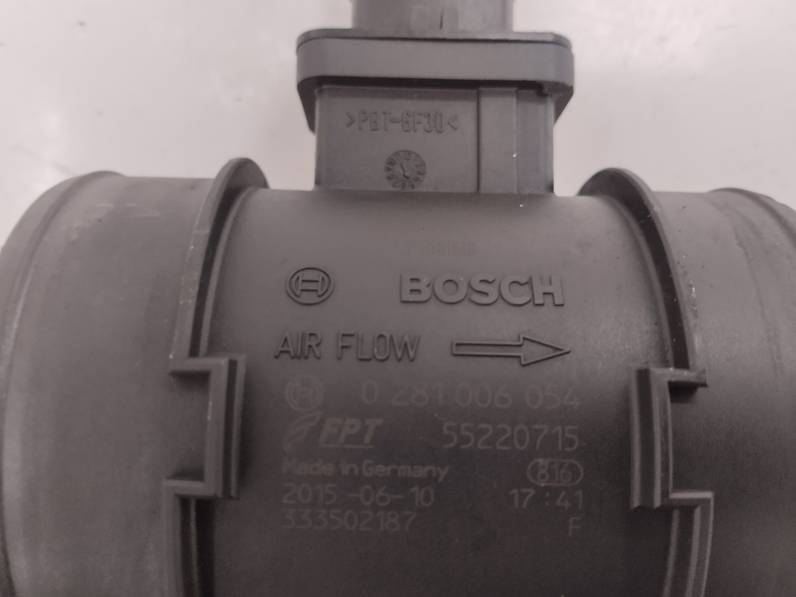 >PBT-GF30<
BOSCH
AIR FLOW
0 281 006 054
FPT 55220715
Made in Germany 816
2015-06-10 17:41
333502187 F